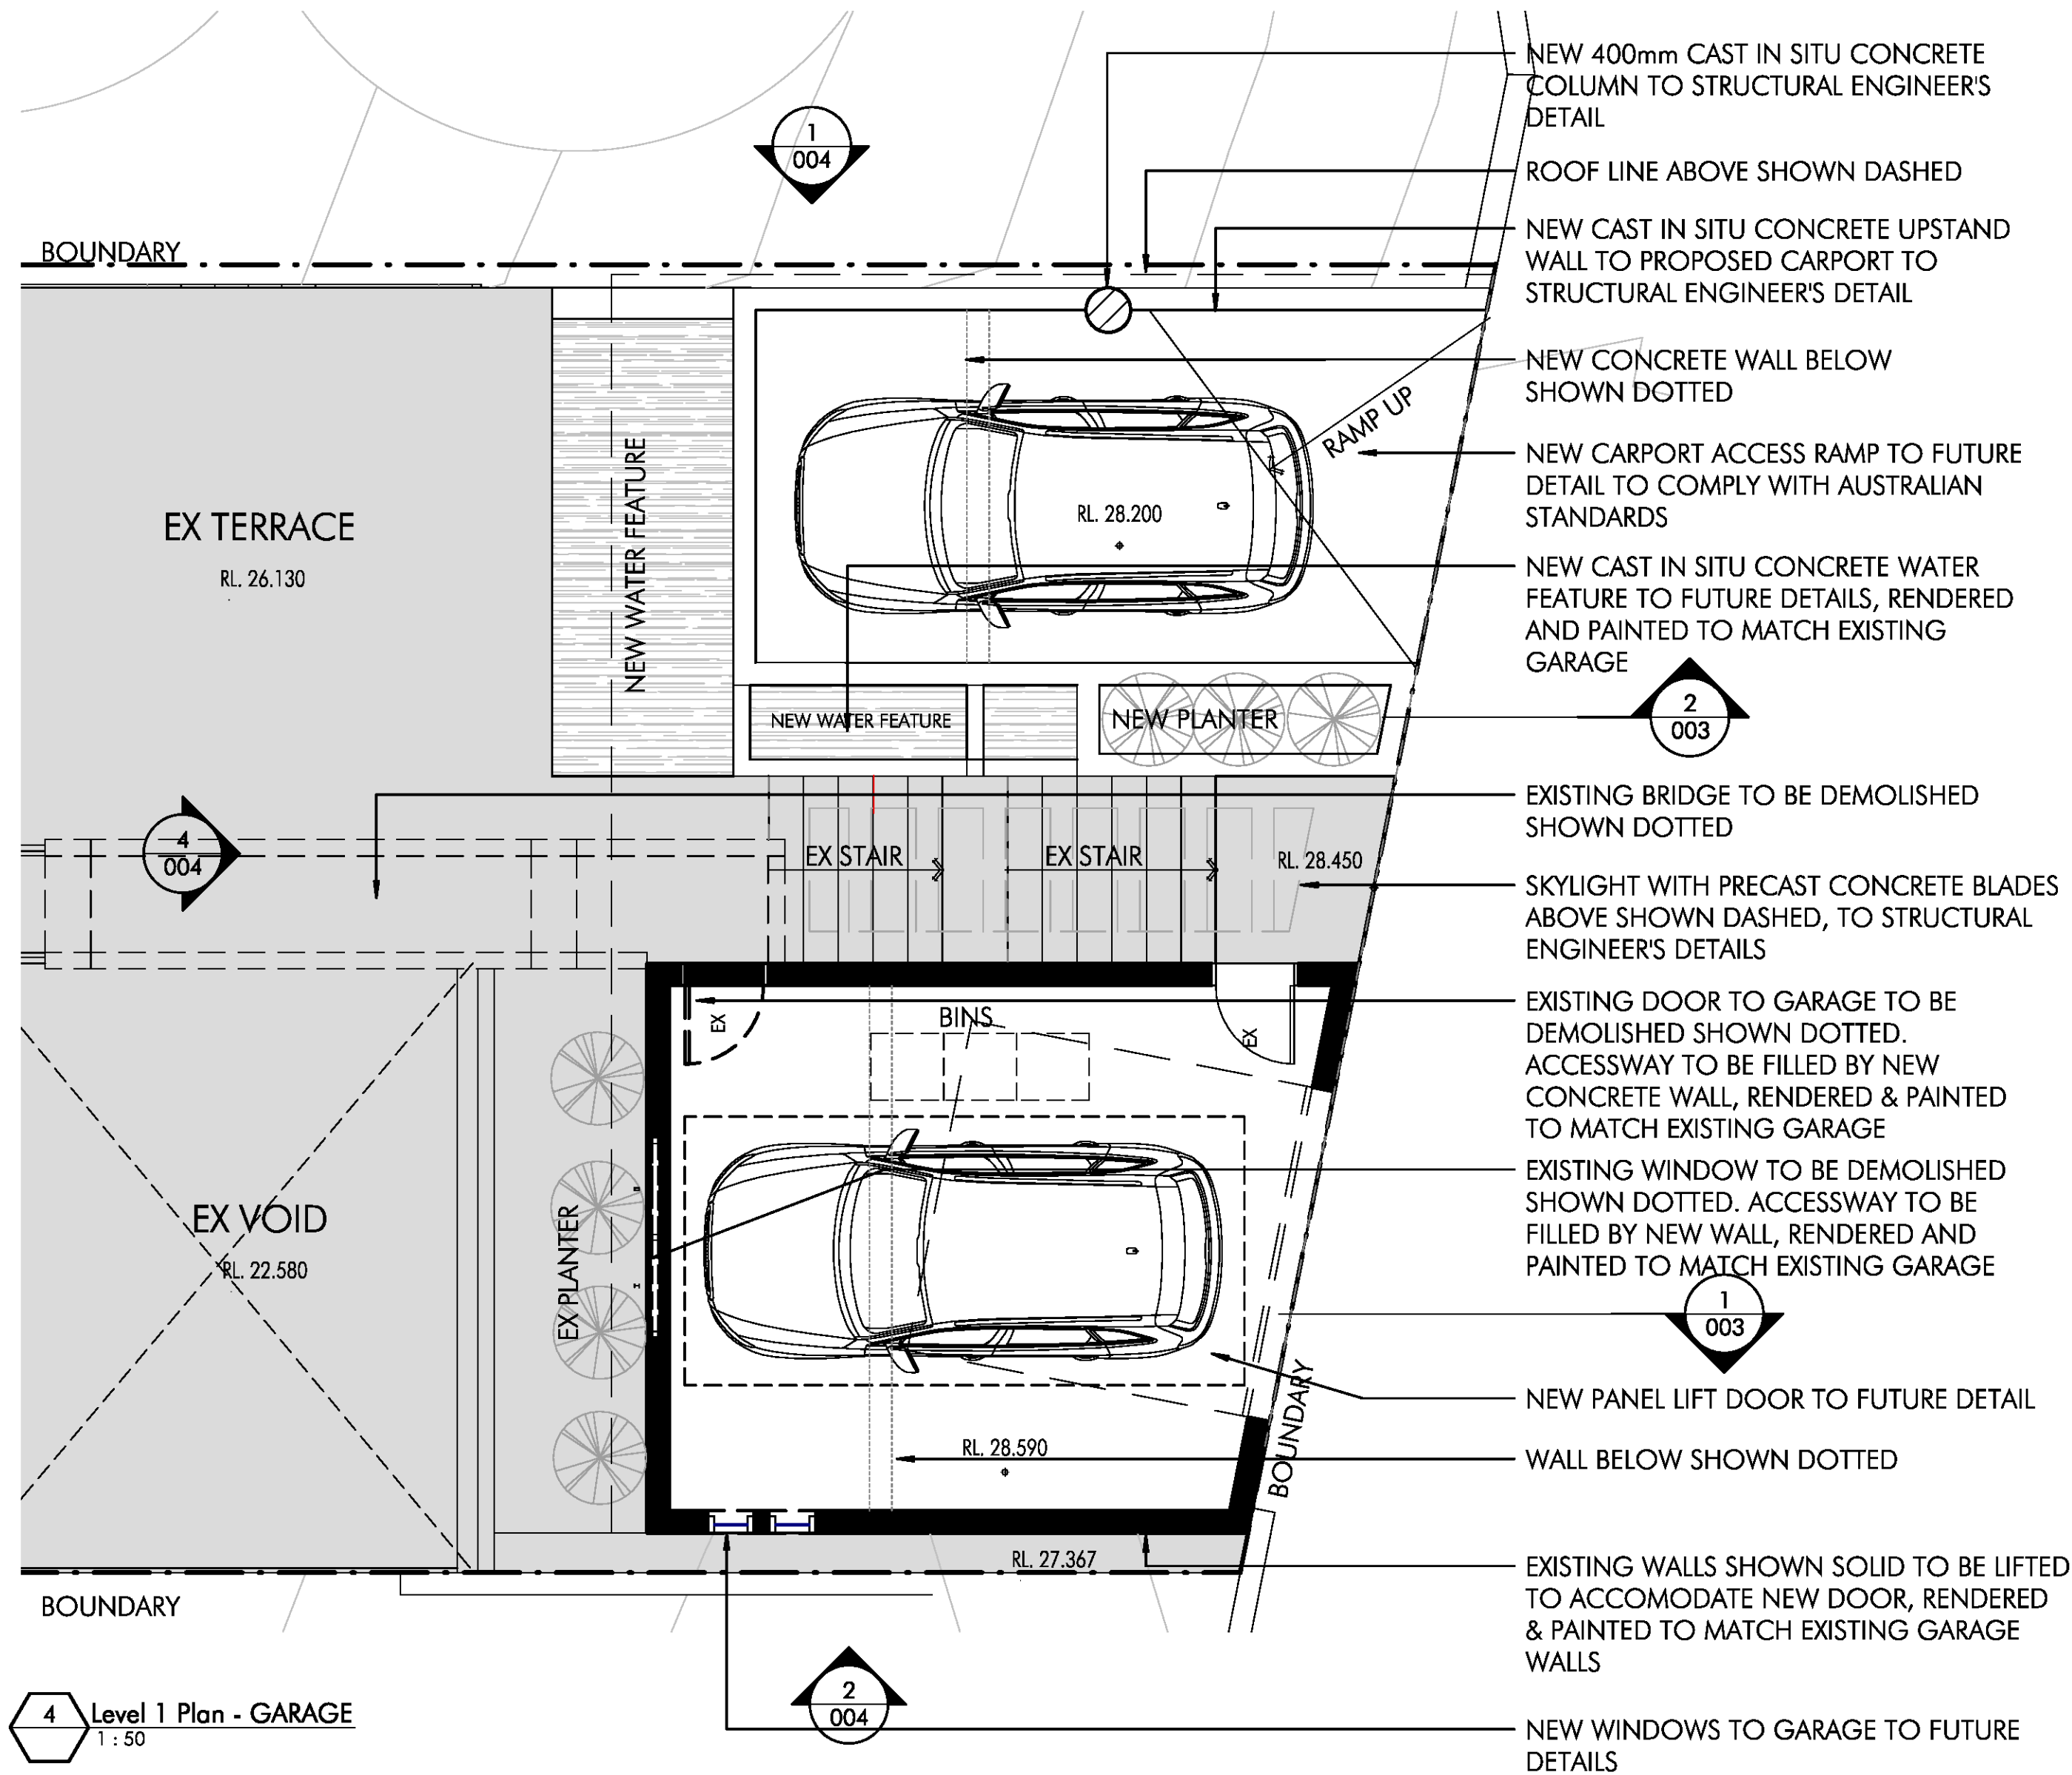 NEW 400mm CAST IN SITU CONCRETE
COLUMN TO STRUCTURAL ENGINEER'S
DETAIL
1
004
ROOF LINE ABOVE SHOWN DASHED
BOUNDARY
NEW CAST IN SITU CONCRETE UPSTAND
WALL TO PROPOSED CARPORT TO
STRUCTURAL ENGINEER'S DETAIL
NEW CONCRETE WALL BELOW
SHOWN DOTTED
RAMP UP
NEW CARPORT ACCESS RAMP TO FUTURE
DETAIL TO COMPLY WITH AUSTRALIAN
STANDARDS
EX TERRACE
RL. 26.130
NEW WATER FEATURE
RL. 28.200
NEW CAST IN SITU CONCRETE WATER
FEATURE TO FUTURE DETAILS, RENDERED
AND PAINTED TO MATCH EXISTING
GARAGE
NEW WATER FEATURE
NEW PLANTER
2
003
EXISTING BRIDGE TO BE DEMOLISHED
SHOWN DOTTED
4
004
EX STAIR
EX STAIR
RL. 28.450
SKYLIGHT WITH PRECAST CONCRETE BLADES
ABOVE SHOWN DASHED, TO STRUCTURAL
ENGINEER'S DETAILS
EX
BINS
EX
EXISTING DOOR TO GARAGE TO BE
DEMOLISHED SHOWN DOTTED.
ACCESSWAY TO BE FILLED BY NEW
CONCRETE WALL, RENDERED & PAINTED
TO MATCH EXISTING GARAGE
EXISTING WINDOW TO BE DEMOLISHED
SHOWN DOTTED. ACCESSWAY TO BE
FILLED BY NEW WALL, RENDERED AND
PAINTED TO MATCH EXISTING GARAGE
EX VOID
RL. 22.580
EX PLANTER
1
003
BOUNDARY
NEW PANEL LIFT DOOR TO FUTURE DETAIL
RL. 28.590
WALL BELOW SHOWN DOTTED
RL. 27.367
EXISTING WALLS SHOWN SOLID TO BE LIFTED
TO ACCOMODATE NEW DOOR, RENDERED
& PAINTED TO MATCH EXISTING GARAGE
WALLS
BOUNDARY
2
004
4
Level 1 Plan - GARAGE
1 : 50
NEW WINDOWS TO GARAGE TO FUTURE
DETAILS